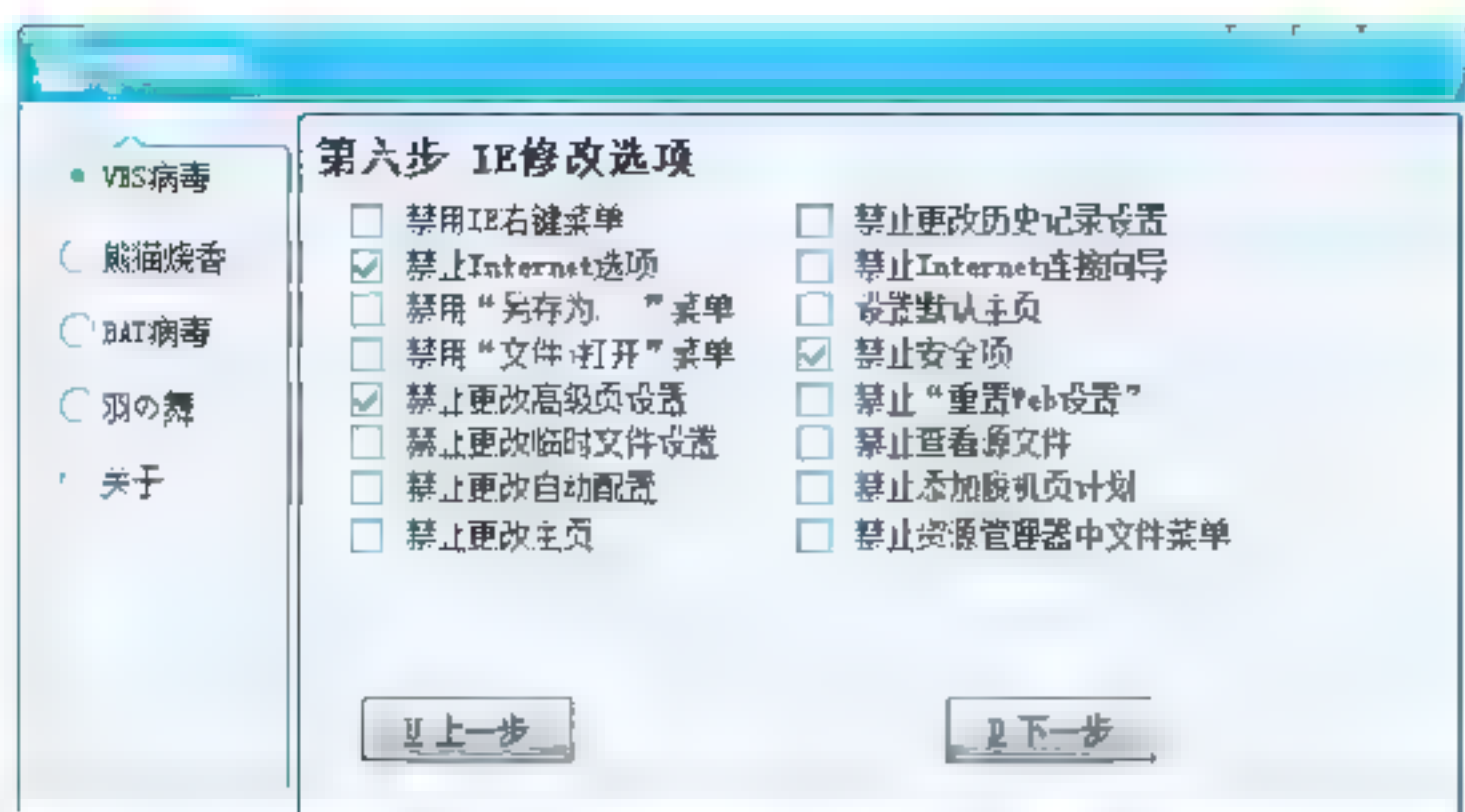 VBS病毒
熊猫烧香
BAT病毒
羽の舞
关于
第六步 IE修改选项
禁用IE右键菜单
禁止Internet选项
禁用“另存为. ”菜单
禁用“文件 打开”菜单
禁止更改高级页设置
禁止更改临时文件设置
禁止更改自动配置
禁止更改主页
禁止更改历史记录设置
禁止Internet连接向导
设置默认主页
禁止安全项
禁止“重置Web设置”
禁止查看源文件
禁止添加脱机页计划
禁止资源管理器中文件菜单
U 上一步
D 下一步